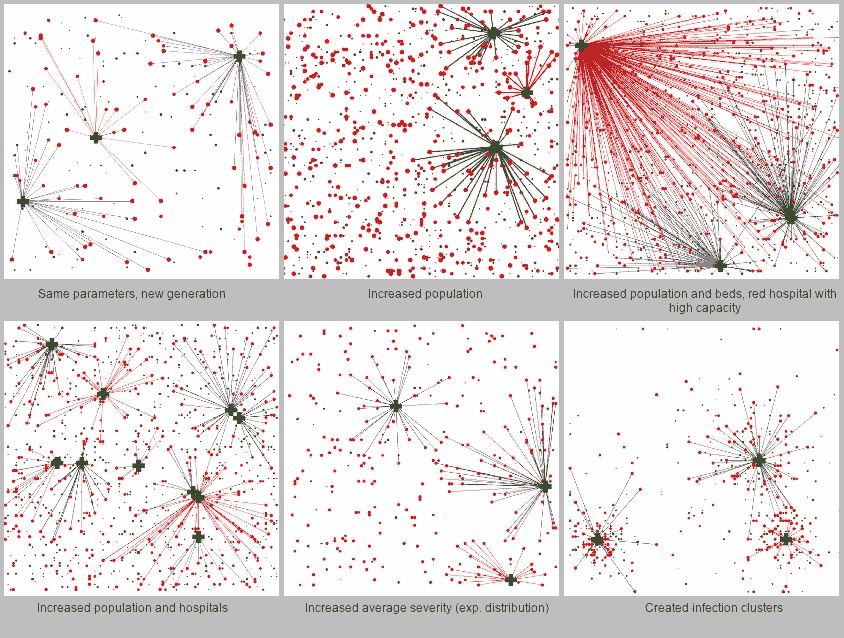 Same parameters, new generation
Increased population
Increased population and beds, red hospital with
high capacity
Increased population and hospitals
Increased average severity (exp. distribution)
Created infection clusters